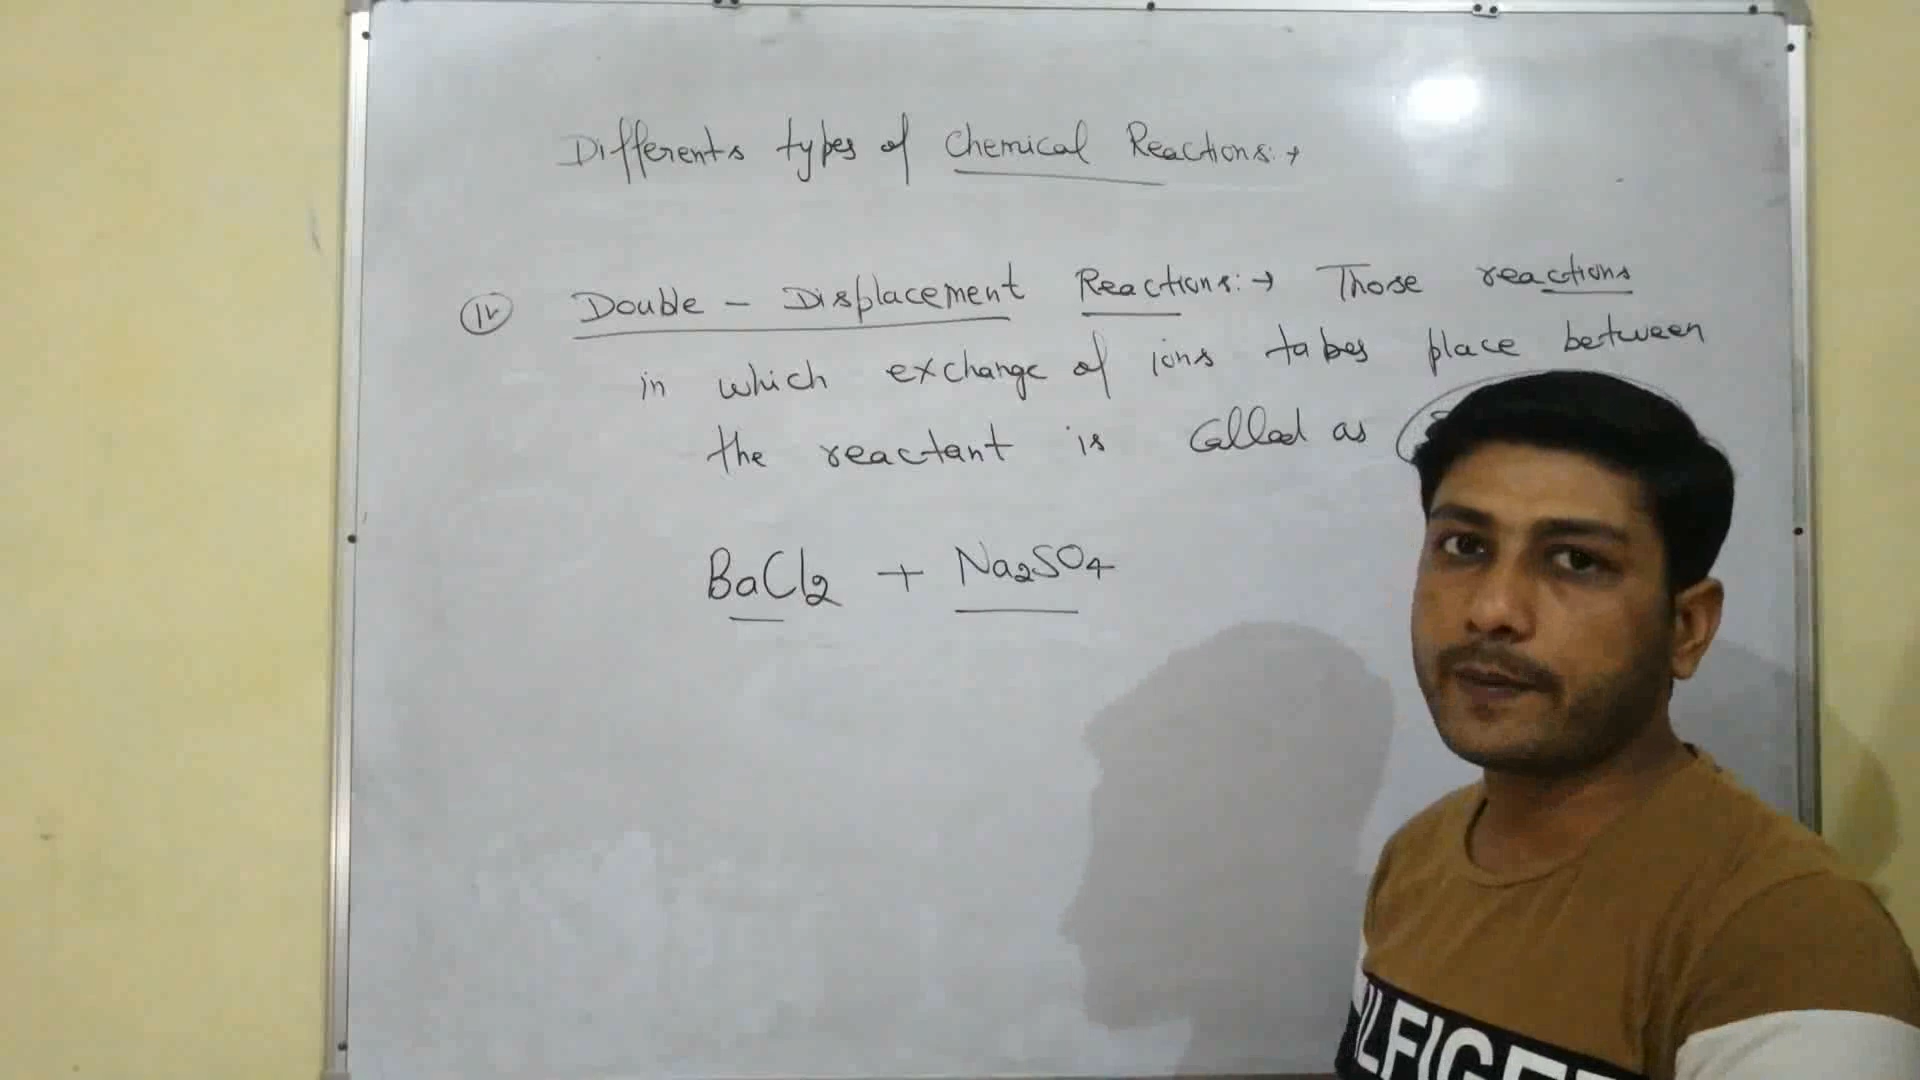 Differents types of Chemical Reactions:→
iv Double - Displacement Reactions:→ Those reactions
in which exchange of ions takes place between
the reactant is Called as
BaCl2 + Na2SO4
LFIGE